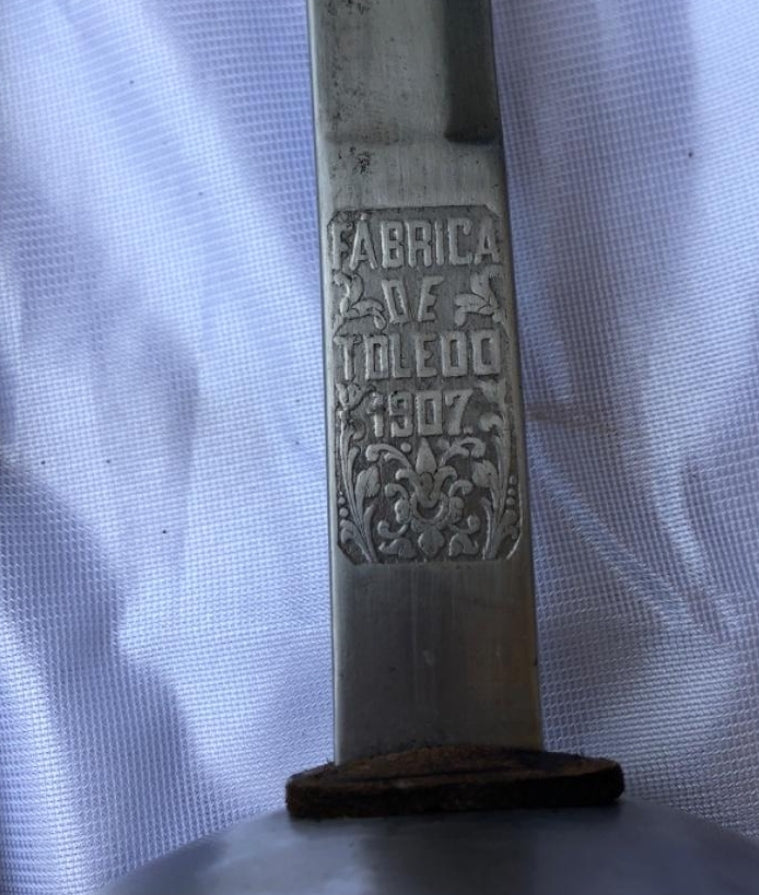 FÁBRICA
DE
TOLEDO
1907